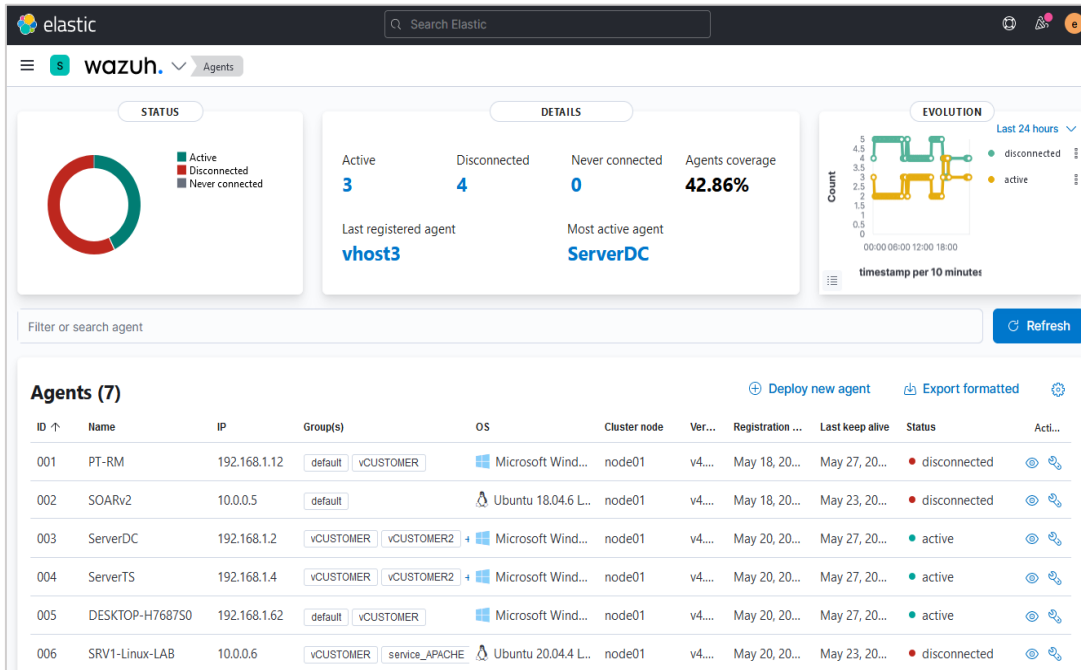 elastic Search Elastic e
S wazuh. Agents
STATUS
Active
Disconnected
Never connected
DETAILS
Active Disconnected Never connected Agents coverage
3 4 0 42.86%
Last registered agent Most active agent
vhost3 ServerDC
EVOLUTION
Last 24 hours
5
4.5
4
3.5
3
2.5
2
1.5
1
0.5
0
Count
00:00 06:00 12:00 18:00
timestamp per 10 minutes
disconnected
active
Filter or search agent Refresh
Agents (7) Deploy new agent Export formatted
ID Name IP Group(s) OS Cluster node Ver... Registration ... Last keep alive Status Acti...
001 PT-RM 192.168.1.12 default vCUSTOMER Microsoft Wind... node01 v4.... May 18, 20... May 27, 20... disconnected
002 SOARv2 10.0.0.5 default Ubuntu 18.04.6 L... node01 v4.... May 18, 20... May 23, 20... disconnected
003 ServerDC 192.168.1.2 vCUSTOMER vCUSTOMER2 + Microsoft Wind... node01 v4.... May 20, 20... May 27, 20... active
004 ServerTS 192.168.1.4 vCUSTOMER vCUSTOMER2 + Microsoft Wind... node01 v4.... May 20, 20... May 27, 20... active
005 DESKTOP-H7687S0 192.168.1.62 default vCUSTOMER Microsoft Wind... node01 v4.... May 20, 20... May 27, 20... active
006 SRV1-Linux-LAB 10.0.0.6 vCUSTOMER service_APACHE Ubuntu 20.04.4 L... node01 v4.... May 20, 20... May 23, 20... disconnected